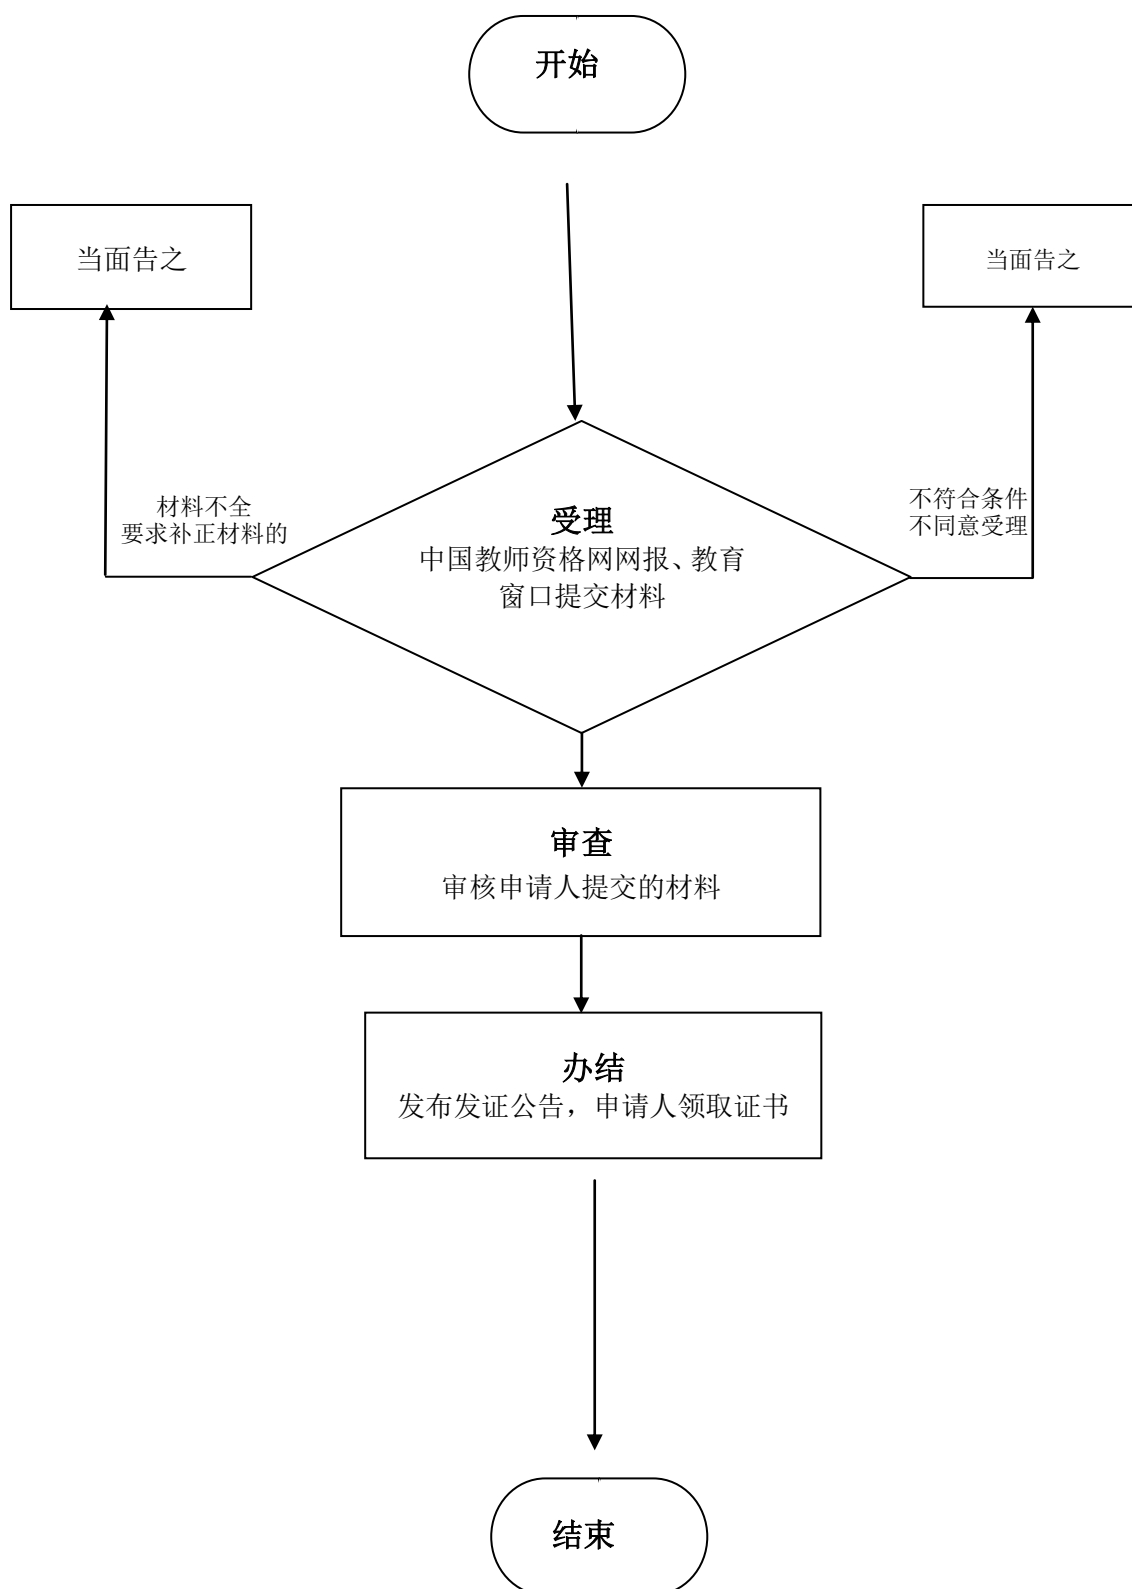 开始
当面告之
当面告之
材料不全
要求补正材料的
不符合条件
不同意受理
受理
中国教师资格网网报、教育
窗口提交材料
审查
审核申请人提交的材料
办结
发布发证公告，申请人领取证书
结束